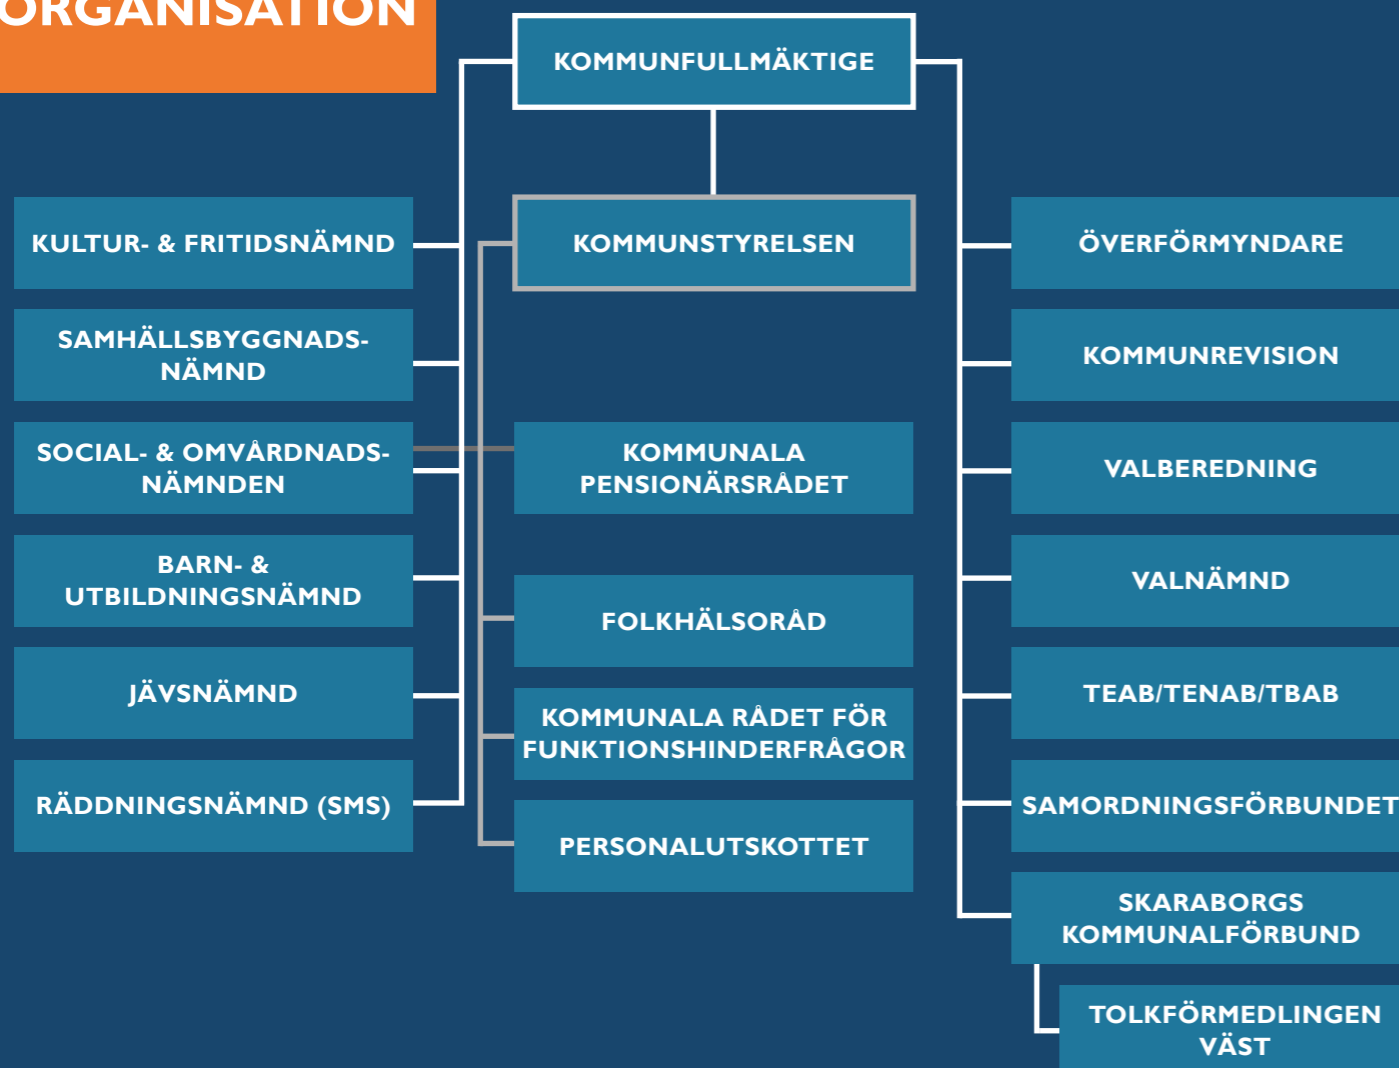 ORGANISATION
KOMMUNFULLMÄKTIGE
KOMMUNSTYRELSEN
KULTUR- & FRITIDSNÄMND
SAMHÄLLSBYGGNADS-
NÄMND
SOCIAL- & OMVÅRDNADS-
NÄMNDEN
BARN- &
UTBILDNINGSNÄMND
JÄVSNÄMND
RÄDDNINGSNÄMND (SMS)
KOMMUNALA
PENSIONÄRSRÅDET
FOLKHÄLSORÅD
KOMMUNALA RÅDET FÖR
FUNKTIONSHINDERFRÅGOR
PERSONALUTSKOTTET
ÖVERFÖRMYNDARE
KOMMUNREVISION
VALBEREDNING
VALNÄMND
TEAB/TENAB/TBAB
SAMORDNINGSFÖRBUNDET
SKARABORGS
KOMMUNALFÖRBUND
TOLKFÖRMEDLINGEN
VÄST